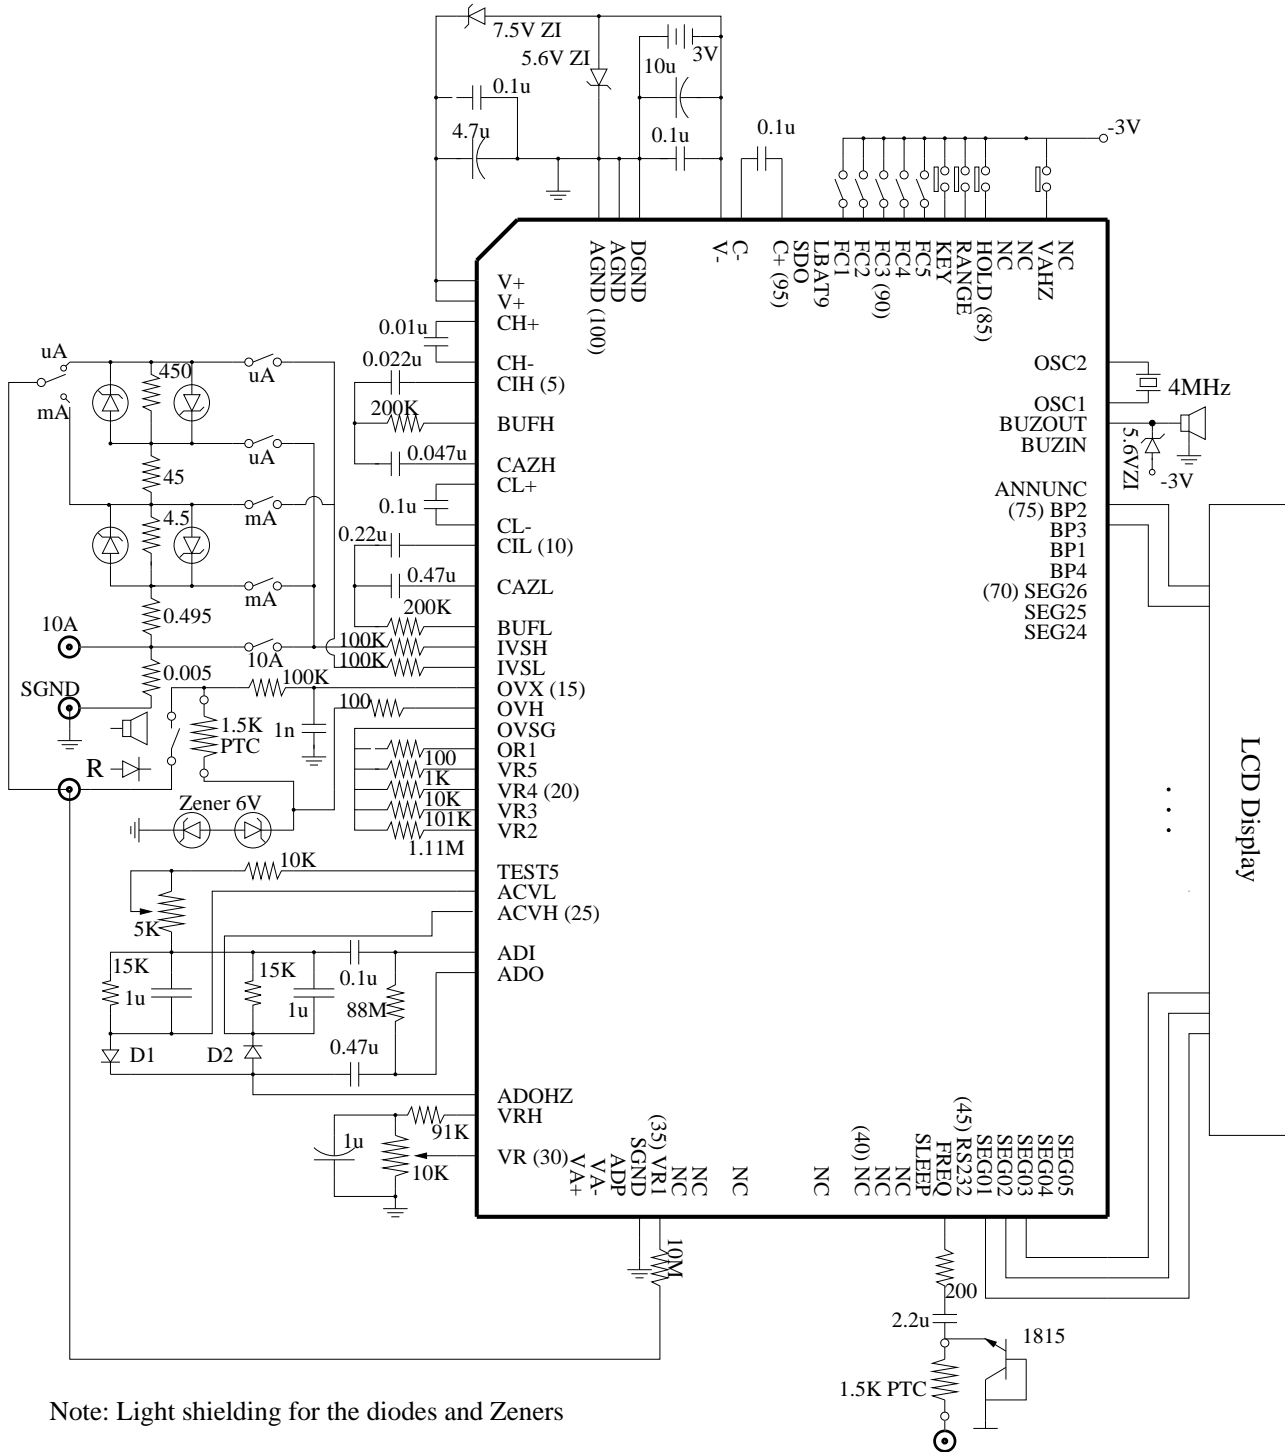 7.5V ZI
5.6V ZI
3V
10u
0.1u
4.7u
0.1u
0.1u
-3V
AGND (100)
AGND
DGND
V-
C-
C+ (95)
SDO
LBAT9
FC1
FC2
FC3 (90)
FC4
FC5
KEY
RANGE
HOLD (85)
NC
NC
VAHZ
NC
V+
V+
CH+
0.01u
CH-
0.022u
CIH (5)
200K
BUFH
0.047u
CAZH
CL+
0.1u
CL-
0.22u
CIL (10)
0.47u
CAZL
200K
BUFL
100K
IVSH
100K
IVSL
100K
OVX (15)
100
OVH
OVSG
OR1
100
VR5
1K
VR4 (20)
10K
VR3
101K
VR2
1.11M
10K
TEST5
ACVL
ACVH (25)
ADI
ADO
ADOHZ
VRH
91K
VR (30)
uA
mA
450
uA
uA
45
mA
4.5
mA
0.495
10A
10A
0.005
SGND
1.5K
PTC
1n
R
Zener 6V
5K
15K
1u
15K
1u
0.1u
88M
D1
D2
0.47u
1u
10K
OSC2
OSC1
4MHz
BUZOUT
BUZIN
5.6VZI
-3V
ANNUNC
(75) BP2
BP3
BP1
BP4
(70) SEG26
SEG25
SEG24
LCD Display
VA+
VA-
ADP
SGND
(35) VR1
NC
NC
NC
NC
(40) NC
NC
NC
SLEEP
FREQ
(45) RS232
SEG01
SEG02
SEG03
SEG04
SEG05
10M
200
2.2u
1815
1.5K PTC
Note: Light shielding for the diodes and Zeners